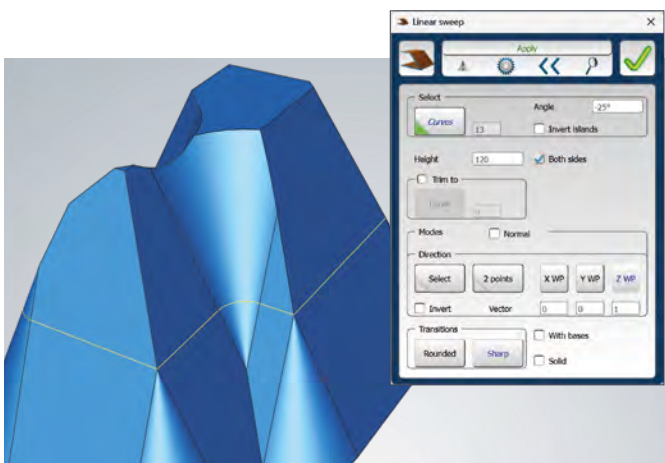 Linear sweep
Apply
Select
Angle -25°
Curves 13 Invert islands
Height 120 Both sides
Trim to
Modes Normal
Direction
Select 2 points X WP Y WP Z WP
Invert Vector 0 0 1
Transitions
With bases
Rounded Sharp
Solid